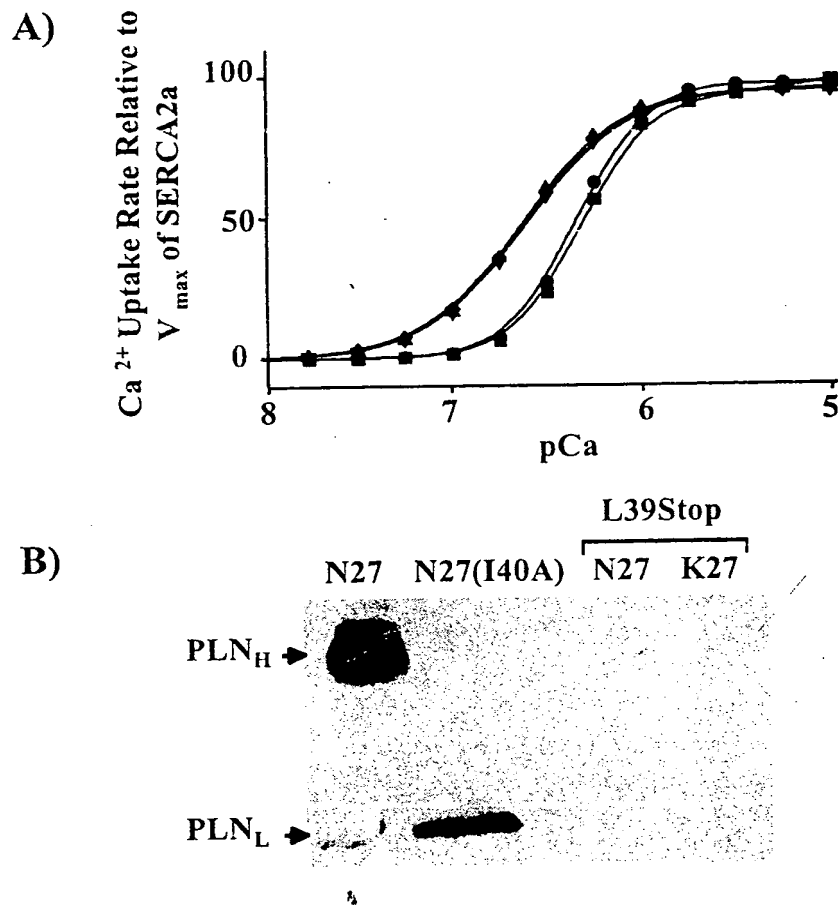 A)
Ca 2+ Uptake Rate Relative to
V max of SERCA2a
100
50
0
8
7
6
5
pCa
B)
L39Stop
N27 N27(I40A) N27 K27
PLNH
PLNL